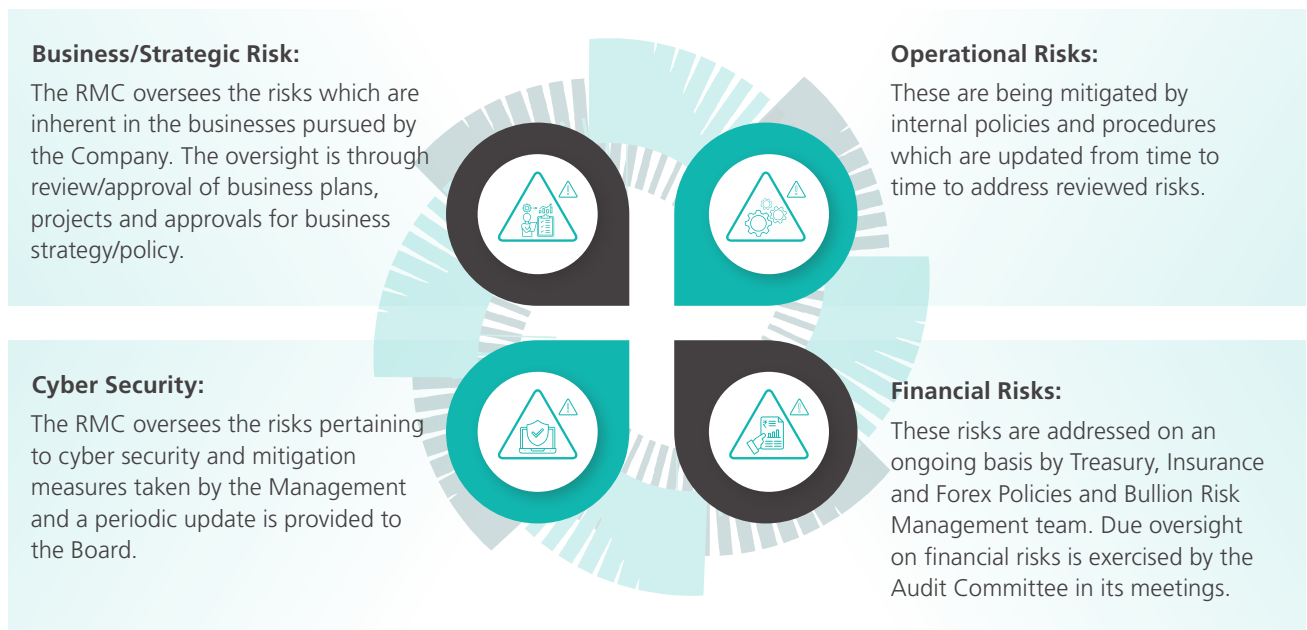 Business/Strategic Risk:
The RMC oversees the risks which are
inherent in the businesses pursued by
the Company. The oversight is through
review/approval of business plans,
projects and approvals for business
strategy/policy.
Operational Risks:
These are being mitigated by
internal policies and procedures
which are updated from time to
time to address reviewed risks.
Cyber Security:
The RMC oversees the risks pertaining
to cyber security and mitigation
measures taken by the Management
and a periodic update is provided to
the Board.
Financial Risks:
These risks are addressed on an
ongoing basis by Treasury, Insurance
and Forex Policies and Bullion Risk
Management team. Due oversight
on financial risks is exercised by the
Audit Committee in its meetings.